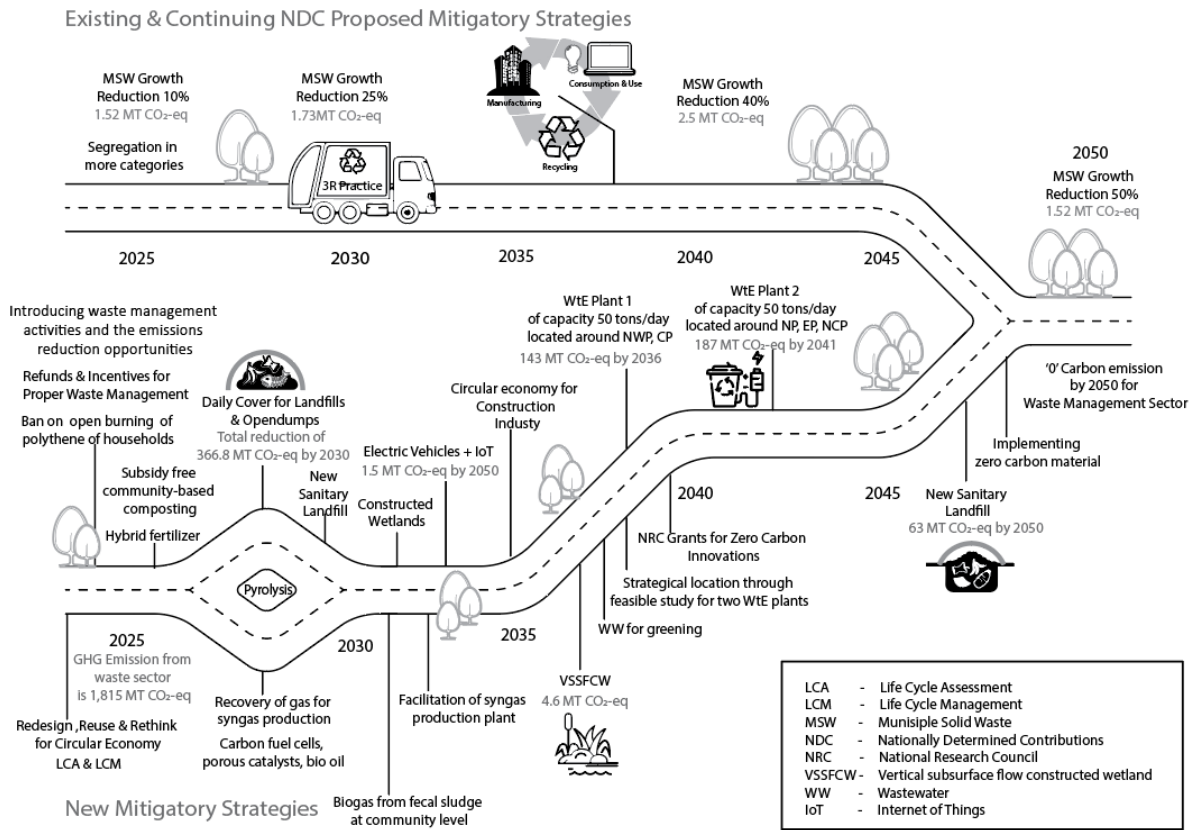 Existing & Continuing NDC Proposed Mitigatory Strategies
MSW Growth
Reduction 10%
1.52 MT CO₂-eq
Segregation in
more categories
MSW Growth
Reduction 25%
1.73MT CO₂-eq
3R Practice
Manufacturing
Consumption & Use
Recycling
MSW Growth
Reduction 40%
2.5 MT CO₂-eq
2050
MSW Growth
Reduction 50%
1.52 MT CO₂-eq
2025
2030
2035
2040
2045
Introducing waste management
activities and the emissions
reduction opportunities
Refunds & Incentives for
Proper Waste Management
Ban on open burning of
polythene of households
Subsidy free
community-based
composting
Hybrid fertilizer
Daily Cover for Landfills
& Opendumps
Total reduction of
366.8 MT CO₂-eq by 2030
New
Sanitary
Landfill
Electric Vehicles + IoT
1.5 MT CO₂-eq by 2050
Constructed
Wetlands
Circular economy for
Construction
Industy
WtE Plant 1
of capacity 50 tons/day
located around NWP, CP
143 MT CO₂-eq by 2036
WtE Plant 2
of capacity 50 tons/day
located around NP, EP, NCP
187 MT CO₂-eq by 2041
'0' Carbon emission
by 2050 for
Waste Management Sector
Implementing
zero carbon material
New Sanitary
Landfill
63 MT CO₂-eq by 2050
2040
2045
NRC Grants for Zero Carbon
Innovations
Strategical location through
feasible study for two WtE plants
WW for greening
Pyrolysis
2025
GHG Emission from
waste sector
is 1,815 MT CO₂-eq
2030
2035
Redesign ,Reuse & Rethink
for Circular Economy
LCA & LCM
Recovery of gas for
syngas production
Carbon fuel cells,
porous catalysts, bio oil
Facilitation of syngas
production plant
VSSFCW
4.6 MT CO₂-eq
Biogas from fecal sludge
at community level
New Mitigatory Strategies
LCA - Life Cycle Assessment
LCM - Life Cycle Management
MSW - Munisiple Solid Waste
NDC - Nationally Determined Contributions
NRC - National Research Council
VSSFCW - Vertical subsurface flow constructed wetland
WW - Wastewater
IoT - Internet of Things